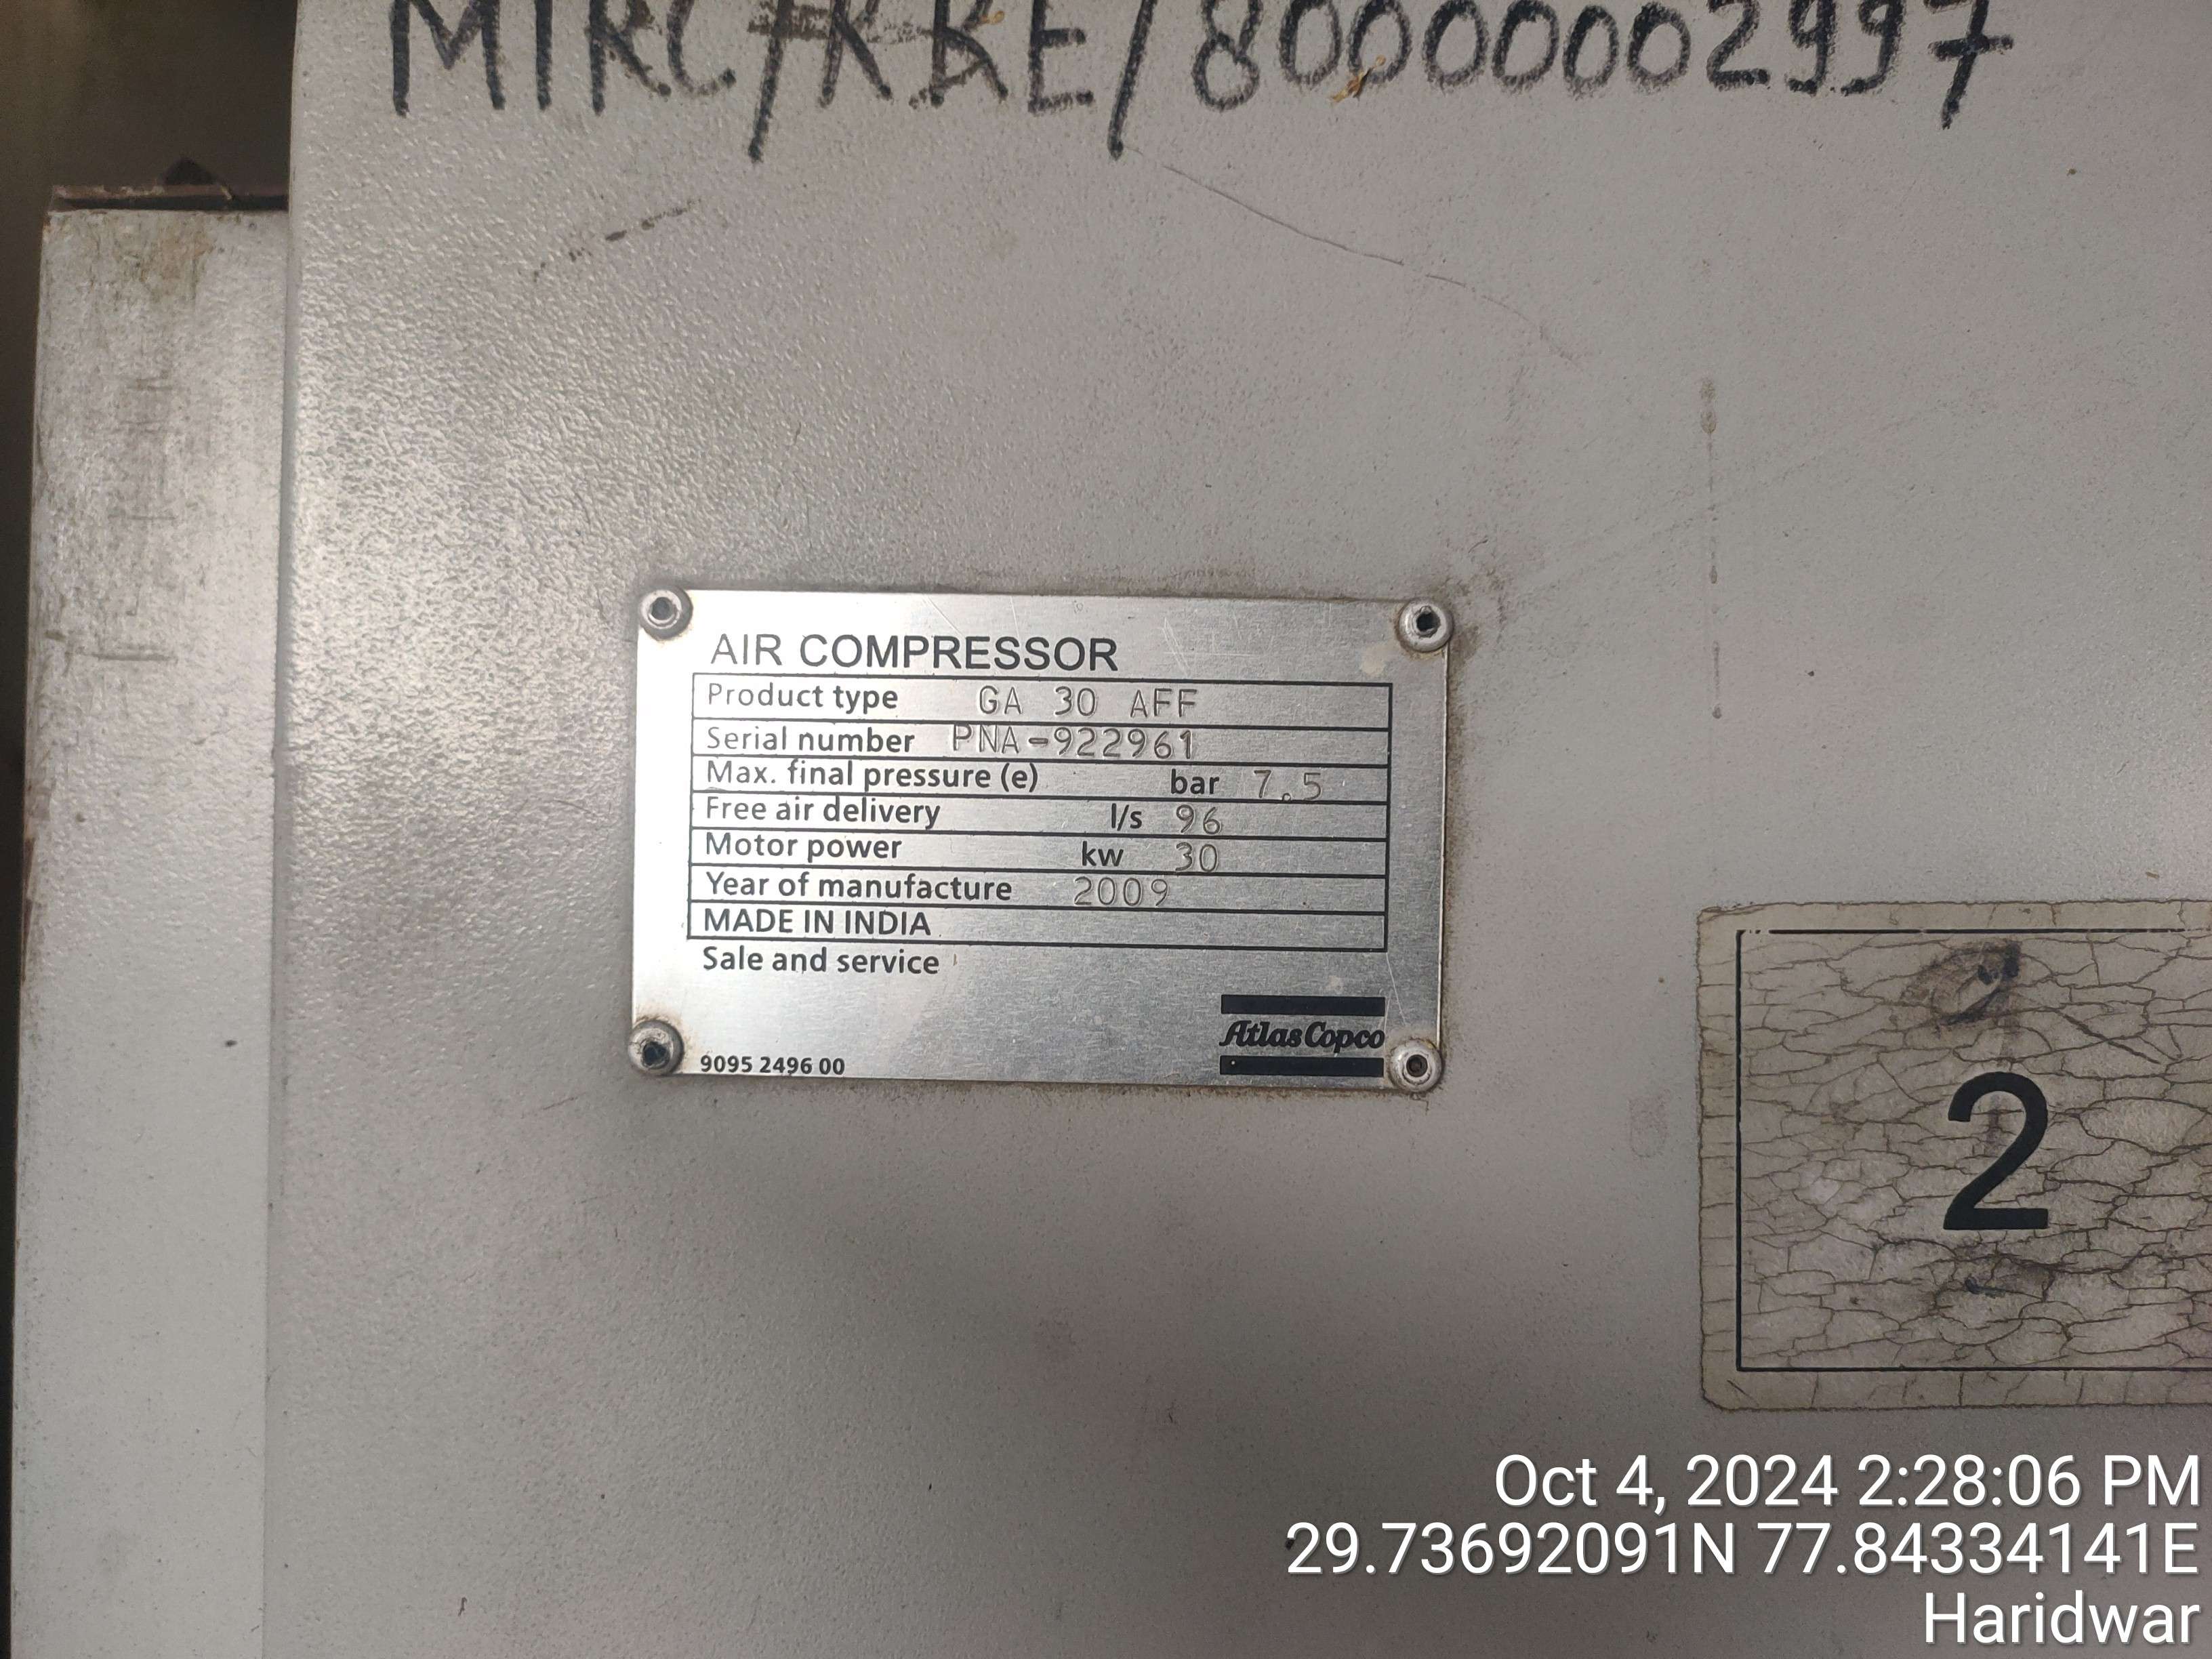 MIRC/KBE/80000002997
AIR COMPRESSOR
Product type GA 30 AFF
Serial number PNA-922961
Max. final pressure (e) bar 7.5
Free air delivery l/s 96
Motor power kw 30
Year of manufacture 2009
MADE IN INDIA
Sale and service
Atlas Copco
9095 2496 00
2
Oct 4, 2024 2:28:06 PM
29.73692091N 77.84334141E
Haridwar